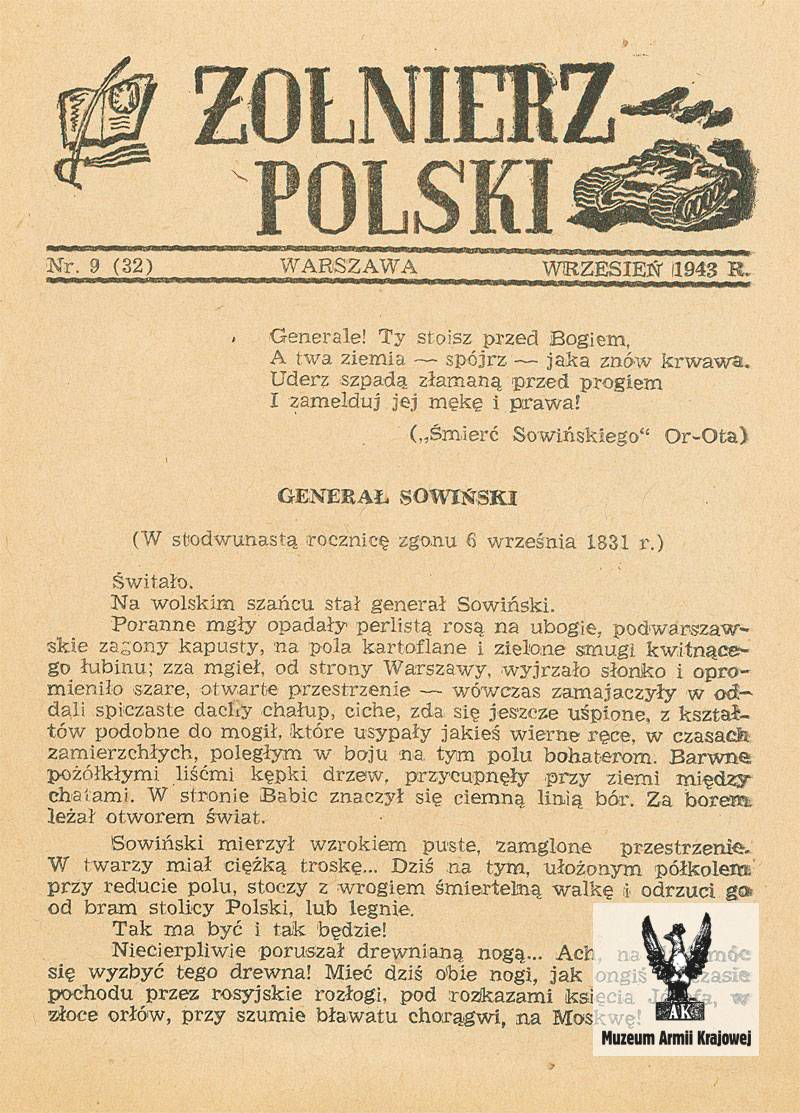 ŻOŁNIERZ
POLSKI
Nr. 9 (32) WARSZAWA WRZESIEŃ 1943 R.
Generale! Ty stoisz przed Bogiem,
A twa ziemia — spójrz — jaka znów krwawa.
Uderz szpadą złamaną przed progiem
I zamelduj jej mękę i prawa!
(„Śmierć Sowińskiego“ Or-Ota)
GENERAŁ SOWIŃSKI
(W stodwunastą rocznicę zgonu 6 września 1831 r.)
Świtało.
Na wolskim szańcu stał generał Sowiński.
Poranne mgły opadały perlistą rosą na ubogie, podwarszaw-
skie zagony kapusty, na pola kartoflane i zielone smugi kwitnące-
go łubinu; zza mgieł, od strony Warszawy, wyjrzało słonko i opro-
mieniło szare, otwarte przestrzenie — wówczas zamajaczyły w od-
dali spiczaste dachy chałup, ciche, zda się jeszcze uśpione, z kształ-
tów podobne do mogił, które usypały jakieś wierne ręce, w czasach
zamierzchłych, poległym w boju na tym polu bohaterom. Barwne
pożółkłymi liśćmi kępki drzew, przycupnęły przy ziemi między
chatami. W stronie Babic znaczył się ciemną linią bór. Za borem
leżał otworem świat.
Sowiński mierzył wzrokiem puste, zamglone przestrzenie.
W twarzy miał ciężką troskę... Dziś na tym, ułożonym półkolem
przy reducie polu, stoczy z wrogiem śmiertelną walkę i odrzuci go
od bram stolicy Polski, lub legnie.
Tak ma być i tak będzie!
Niecierpliwie poruszał drewnianą nogą... Ach, na móc
się wyzbyć tego drewna! Mieć dziś obie nogi, jak ongiś czasie
pochodu przez rosyjskie rozłogi, pod rozkazami księcia Józefa, w
złoce orłów, przy szumie bławatu chorągwi, na Moskwę!
AK
Muzeum Armii Krajowej